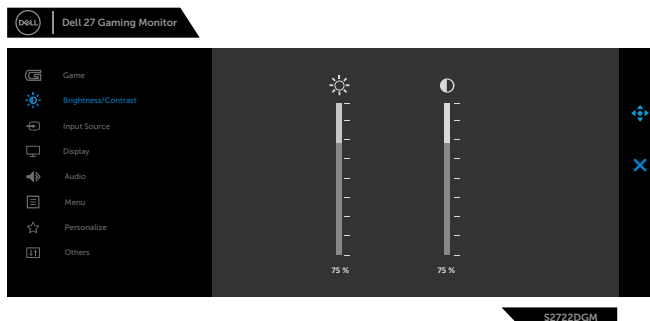 DELL
Dell 27 Gaming Monitor
Game
Brightness/Contrast
Input Source
Display
Audio
Menu
Personalize
Others
75 % 75 %
S2722DGM